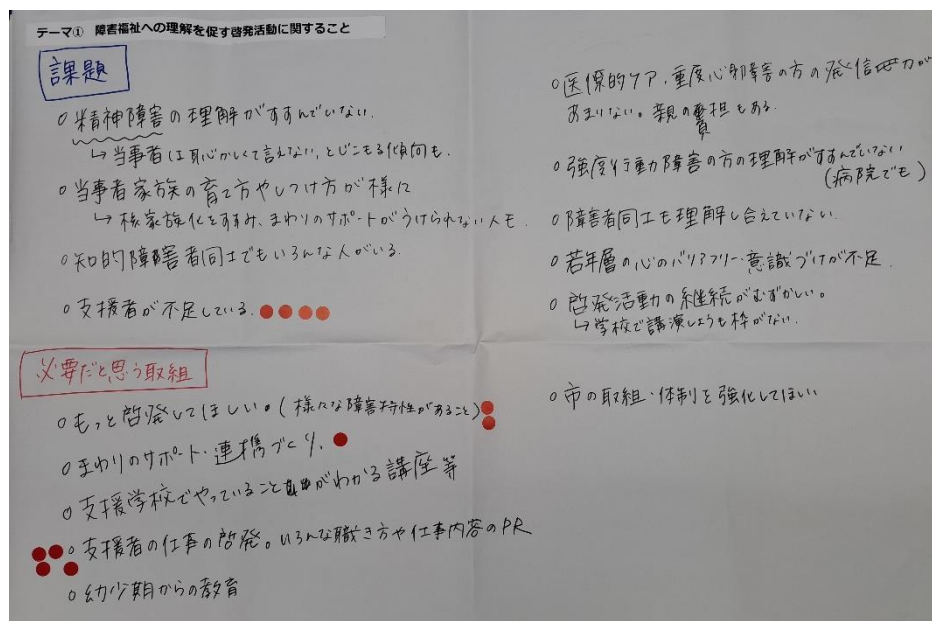 テーマ① 障害福祉への理解を促す啓発活動に関すること
課題
○精神障害の理解がすすんでいない.
↳当事者は恥かしくて言えない,とじこもる傾向も.
○当事者家族の育て方やしつけ方が様々
↳核家族化とすすみ、まわりのサポートがうけられない人も.
○知的障害者同士でもいろんな人がいる.
○支援者が不足している.
○医療的ケア,重度心身障害の方の発信力が
あまりない。親の負担もある.
○強度行動障害の方の理解がすすんでいない
(病院でも)
○障害者同士も理解し合えていない.
○若年層の心のバリアフリー・意識づけが不足.
○啓発活動の継続がむずかしい。
↳学校で講演しようも枠がない.
必要だと思う取組
○もっと啓発してほしい。(様々な障害特性があること)
○まわりのサポート・連携づくり.
○支援学校でやっていることがわかる講座等
○支援者の仕事の啓発。いろんな働き方や仕事内容のPR
○幼少期からの教育
○市の取組・体制を強化してほしい